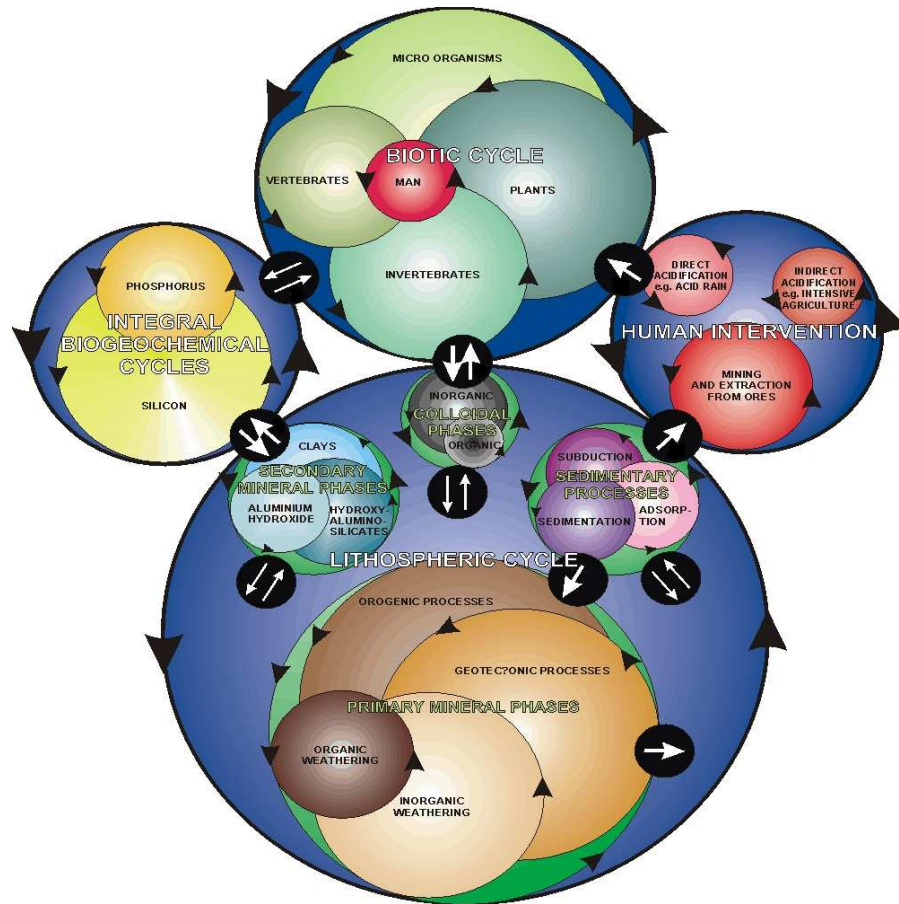 MICRO ORGANISMS
BIOTIC CYCLE
VERTEBRATES
MAN
PLANTS
INVERTEBRATES
PHOSPHORUS
INTEGRAL
BIOGEOCHEMICAL
CYCLES
SILICON
DIRECT
ACIDIFICATION
e.g. ACID RAIN
INDIRECT
ACIDIFICATION
e.g. INTENSIVE
AGRICULTURE
HUMAN INTERVENTION
MINING
AND EXTRACTION
FROM ORES
INORGANIC
COLLOIDAL
PHASES
ORGANIC
CLAYS
SECONDARY
MINERAL PHASES
ALUMINIUM
HYDROXIDE
HYDROXY-
ALUMINO-
SILICATES
SUBDUCTION
SEDIMENTARY
PROCESSES
SEDIMENTATION
ADSORP-
TION
LITHOSPHERIC CYCLE
OROGENIC PROCESSES
GEOTEC?ONIC PROCESSES
PRIMARY MINERAL PHASES
ORGANIC
WEATHERING
INORGANIC
WEATHERING